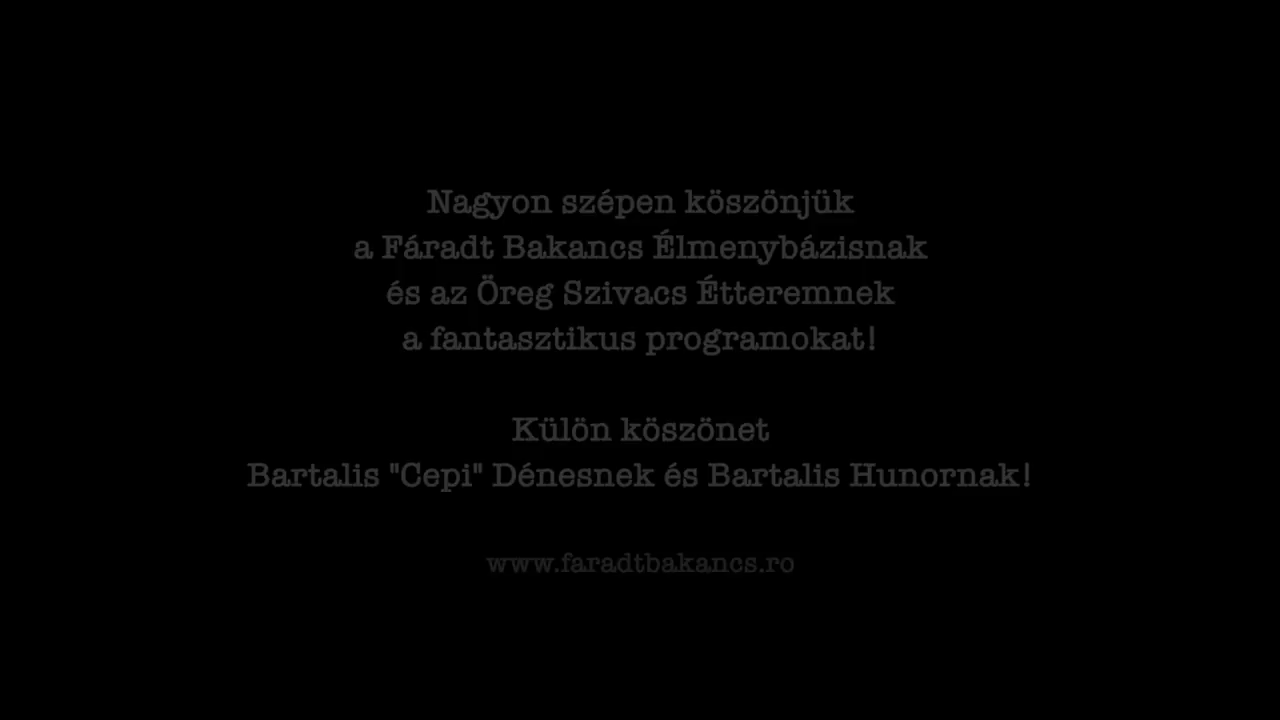 Nagyon szépen köszönjük
a Fáradt Bakancs Élmenybázisnak
és az Öreg Szivacs Étteremnek
a fantasztikus programokat!
Külön köszönet
Bartalis "Cepi" Dénesnek és Bartalis Hunornak!
www.faradtbakancs.ro